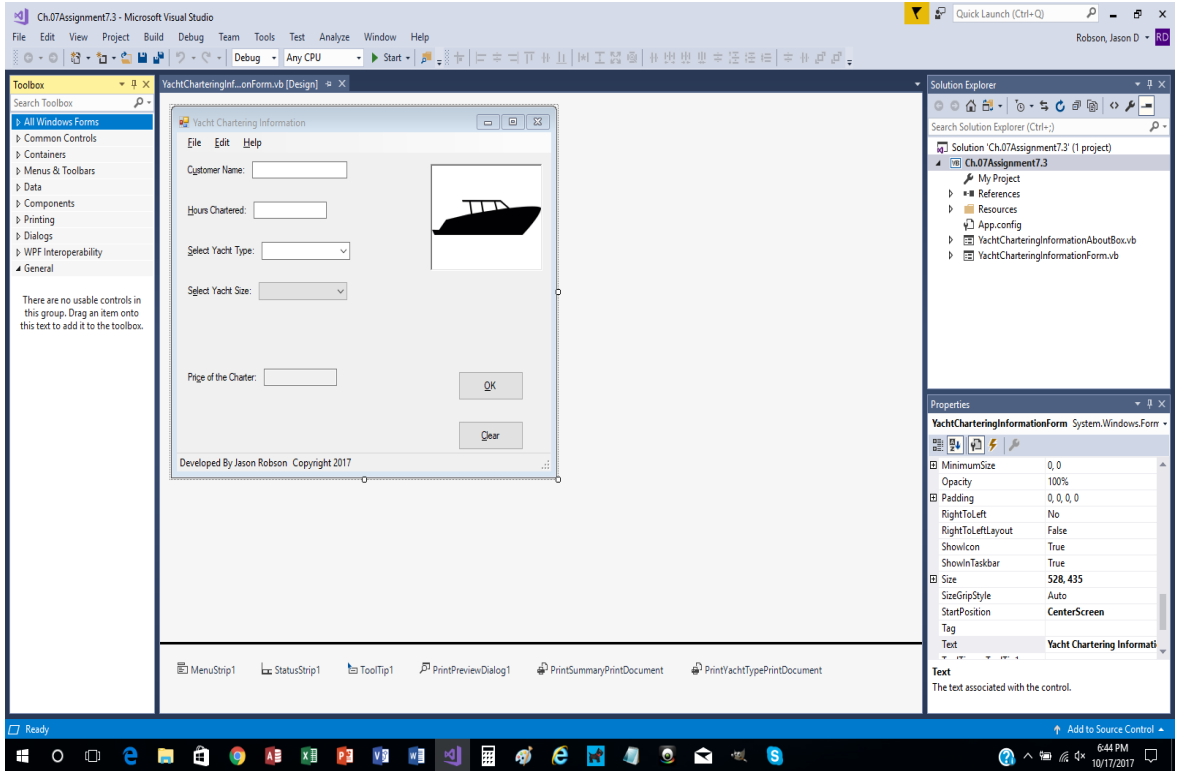 Ch.07Assignment7.3 - Microsoft Visual Studio
Quick Launch (Ctrl+Q)
File Edit View Project Build Debug Team Tools Test Analyze Window Help
Robson, Jason D RD
Debug Any CPU Start
Toolbox
Search Toolbox
All Windows Forms
Common Controls
Containers
Menus & Toolbars
Data
Components
Printing
Dialogs
WPF Interoperability
General
There are no usable controls in
this group. Drag an item onto
this text to add it to the toolbox.
YachtCharteringInf...onForm.vb [Design]
Yacht Chartering Information
File Edit Help
Customer Name:
Hours Chartered:
Select Yacht Type:
Select Yacht Size:
Price of the Charter:
OK
Clear
Developed By Jason Robson Copyright 2017
MenuStrip1 StatusStrip1 ToolTip1 PrintPreviewDialog1 PrintSummaryPrintDocument PrintYachtTypePrintDocument
Solution Explorer
Search Solution Explorer (Ctrl+;)
Solution 'Ch.07Assignment7.3' (1 project)
VB Ch.07Assignment7.3
My Project
References
Resources
App.config
YachtCharteringInformationAboutBox.vb
YachtCharteringInformationForm.vb
Properties
YachtCharteringInformationForm System.Windows.Form
MinimumSize 0, 0
Opacity 100%
Padding 0, 0, 0, 0
RightToLeft No
RightToLeftLayout False
ShowIcon True
ShowInTaskbar True
Size 528, 435
SizeGripStyle Auto
StartPosition CenterScreen
Tag
Text Yacht Chartering Informati
Text
The text associated with the control.
Ready
Add to Source Control
6:44 PM
10/17/2017